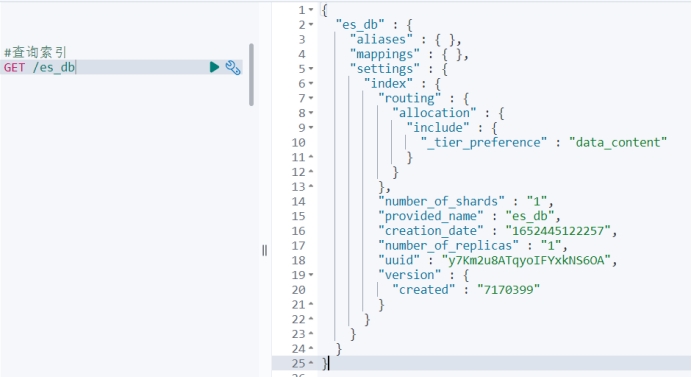 #查询索引
GET /es_db
1 {
2 "es_db" : {
3 "aliases" : { },
4 "mappings" : { },
5 "settings" : {
6 "index" : {
7 "routing" : {
8 "allocation" : {
9 "include" : {
10 "_tier_preference" : "data_content"
11 }
12 }
13 },
14 "number_of_shards" : "1",
15 "provided_name" : "es_db",
16 "creation_date" : "1652445122257",
17 "number_of_replicas" : "1",
18 "uuid" : "y7Km2u8ATqyoIFYxkNS6OA",
19 "version" : {
20 "created" : "7170399"
21 }
22 }
23 }
24 }
25 }